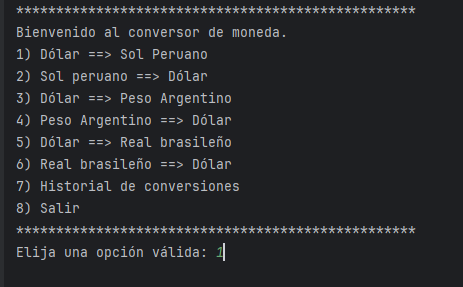 **************************************************
Bienvenido al conversor de moneda.
1) Dólar ==> Sol Peruano
2) Sol peruano ==> Dólar
3) Dólar ==> Peso Argentino
4) Peso Argentino ==> Dólar
5) Dólar ==> Real brasileño
6) Real brasileño ==> Dólar
7) Historial de conversiones
8) Salir
**************************************************
Elija una opción válida: 1